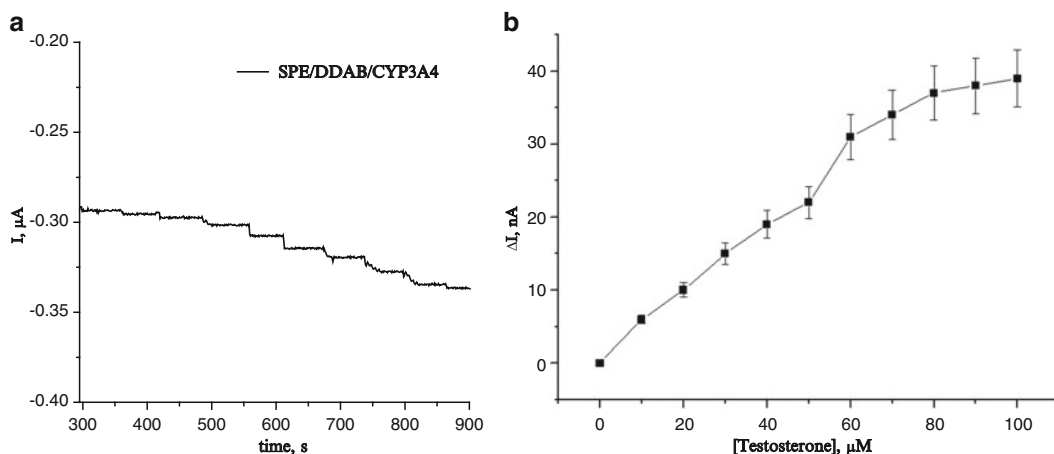 a
-0.20
-0.25
-0.30
-0.35
-0.40
I, μA
SPE/DDAB/CYP3A4
300 400 500 600 700 800 900
time, s
b
40
30
20
10
0
ΔI, nA
0 20 40 60 80 100
[Testosterone], μM